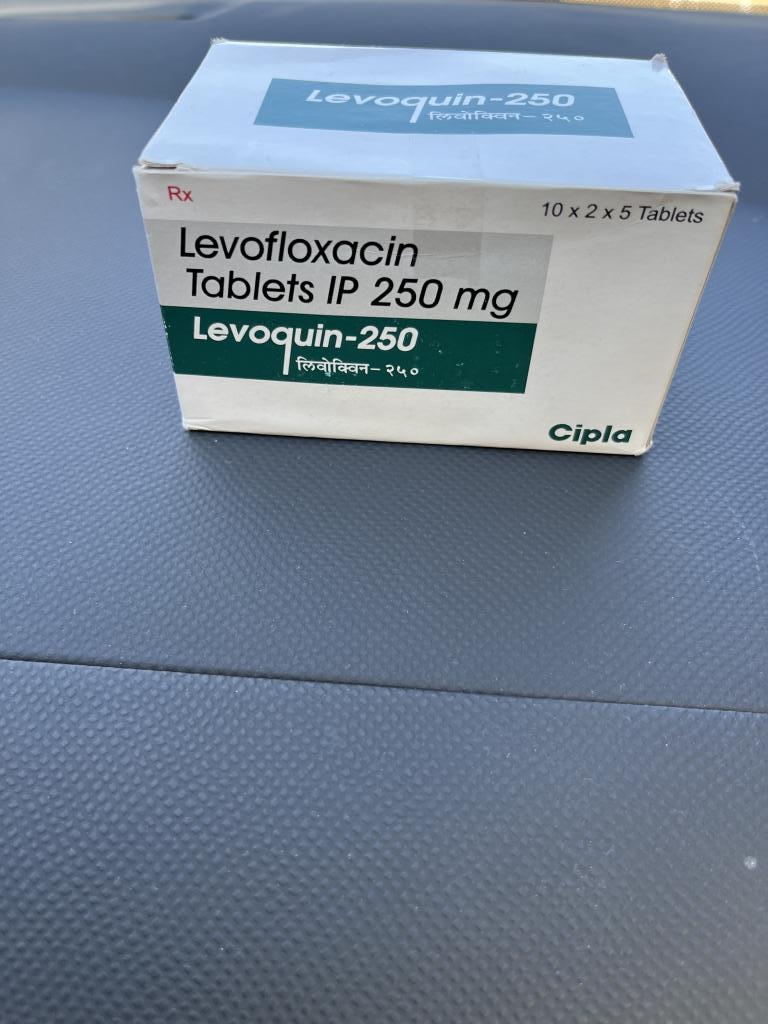 Levoquin-250
लिवोक्विन-२५०
Rx
10 x 2 x 5 Tablets
Levofloxacin
Tablets IP 250 mg
Levoquin-250
लिवोक्विन-२५०
Cipla